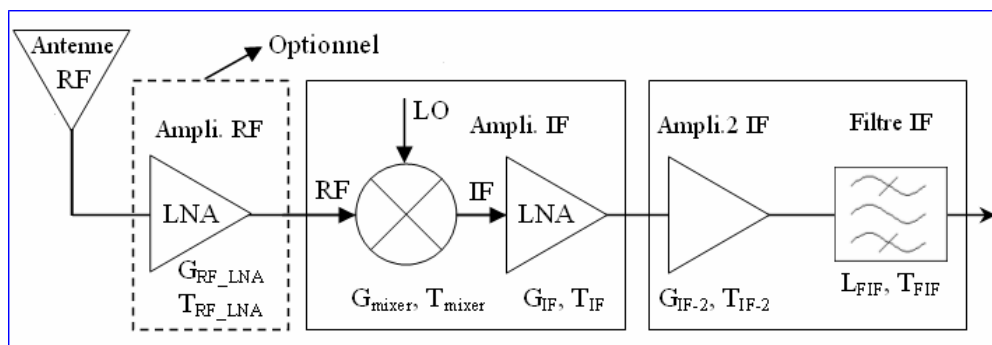 Antenne
RF
Optionnel
Ampli. RF
LNA
G_RF_LNA
T_RF_LNA
LO
RF
IF
G_mixer, T_mixer
Ampli. IF
LNA
G_IF, T_IF
Ampli.2 IF
G_IF-2, T_IF-2
Filtre IF
L_FIF, T_FIF